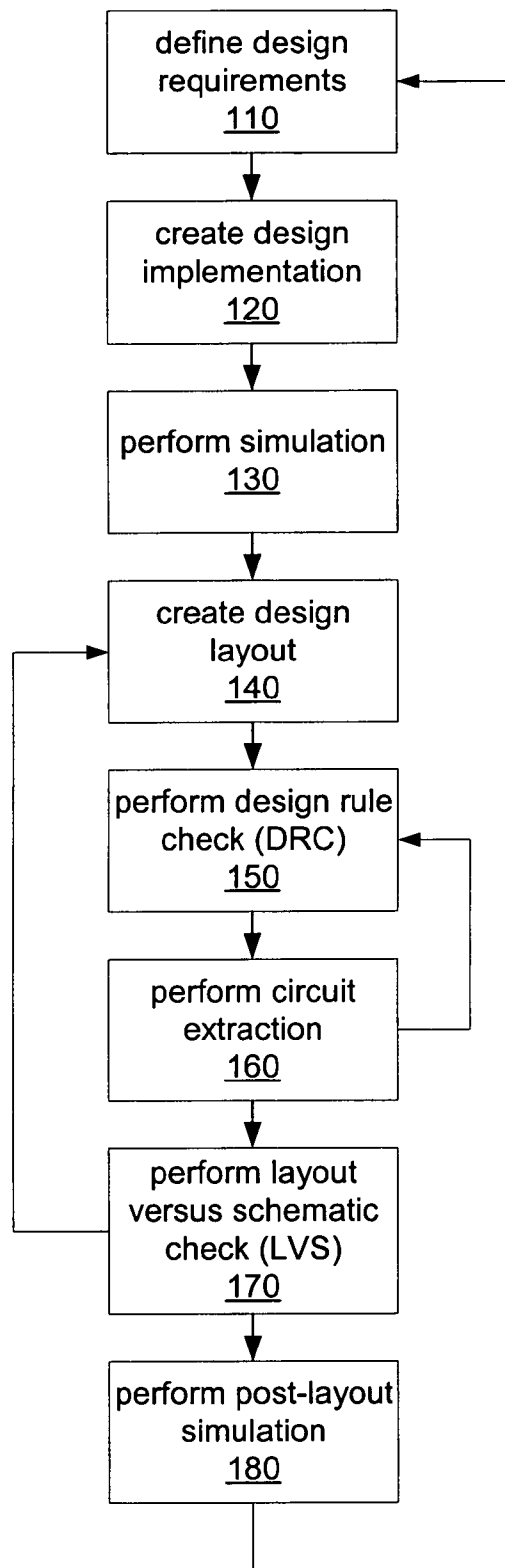 define design
requirements
110
create design
implementation
120
perform simulation
130
create design
layout
140
perform design rule
check (DRC)
150
perform circuit
extraction
160
perform layout
versus schematic
check (LVS)
170
perform post-layout
simulation
180